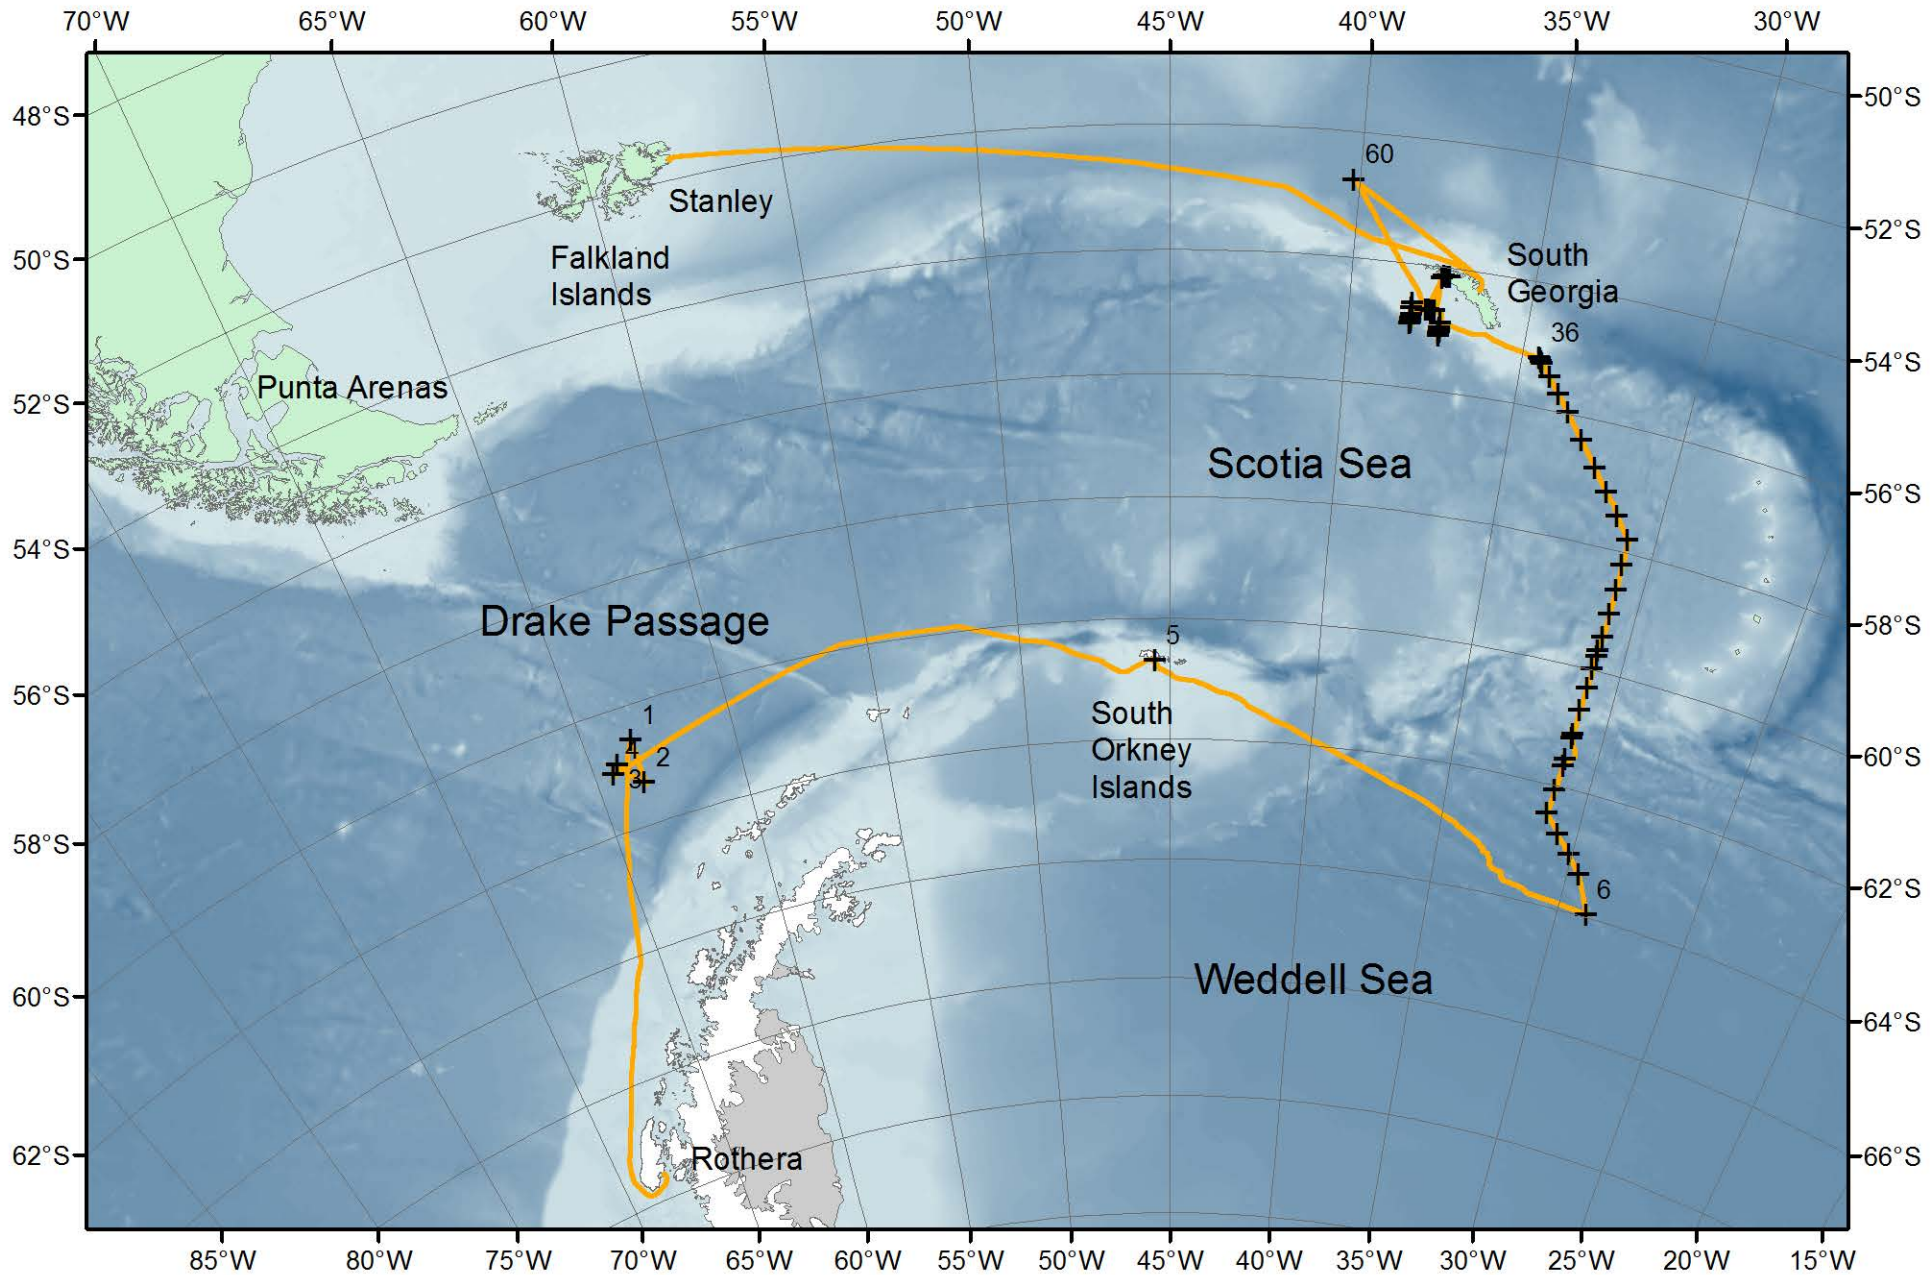 70°W 65°W 60°W 55°W 50°W 45°W 40°W 35°W 30°W
48°S
50°S
60
52°S
Stanley
Falkland
Islands
South
Georgia
50°S
36
54°S
Punta Arenas
52°S
Scotia Sea
56°S
54°S
Drake Passage
58°S
5
56°S
1
South
Orkney
Islands
4
2
3
60°S
58°S
6
62°S
Weddell Sea
60°S
64°S
62°S
Rothera
66°S
85°W 80°W 75°W 70°W 65°W 60°W 55°W 50°W 45°W 40°W 35°W 30°W 25°W 20°W 15°W